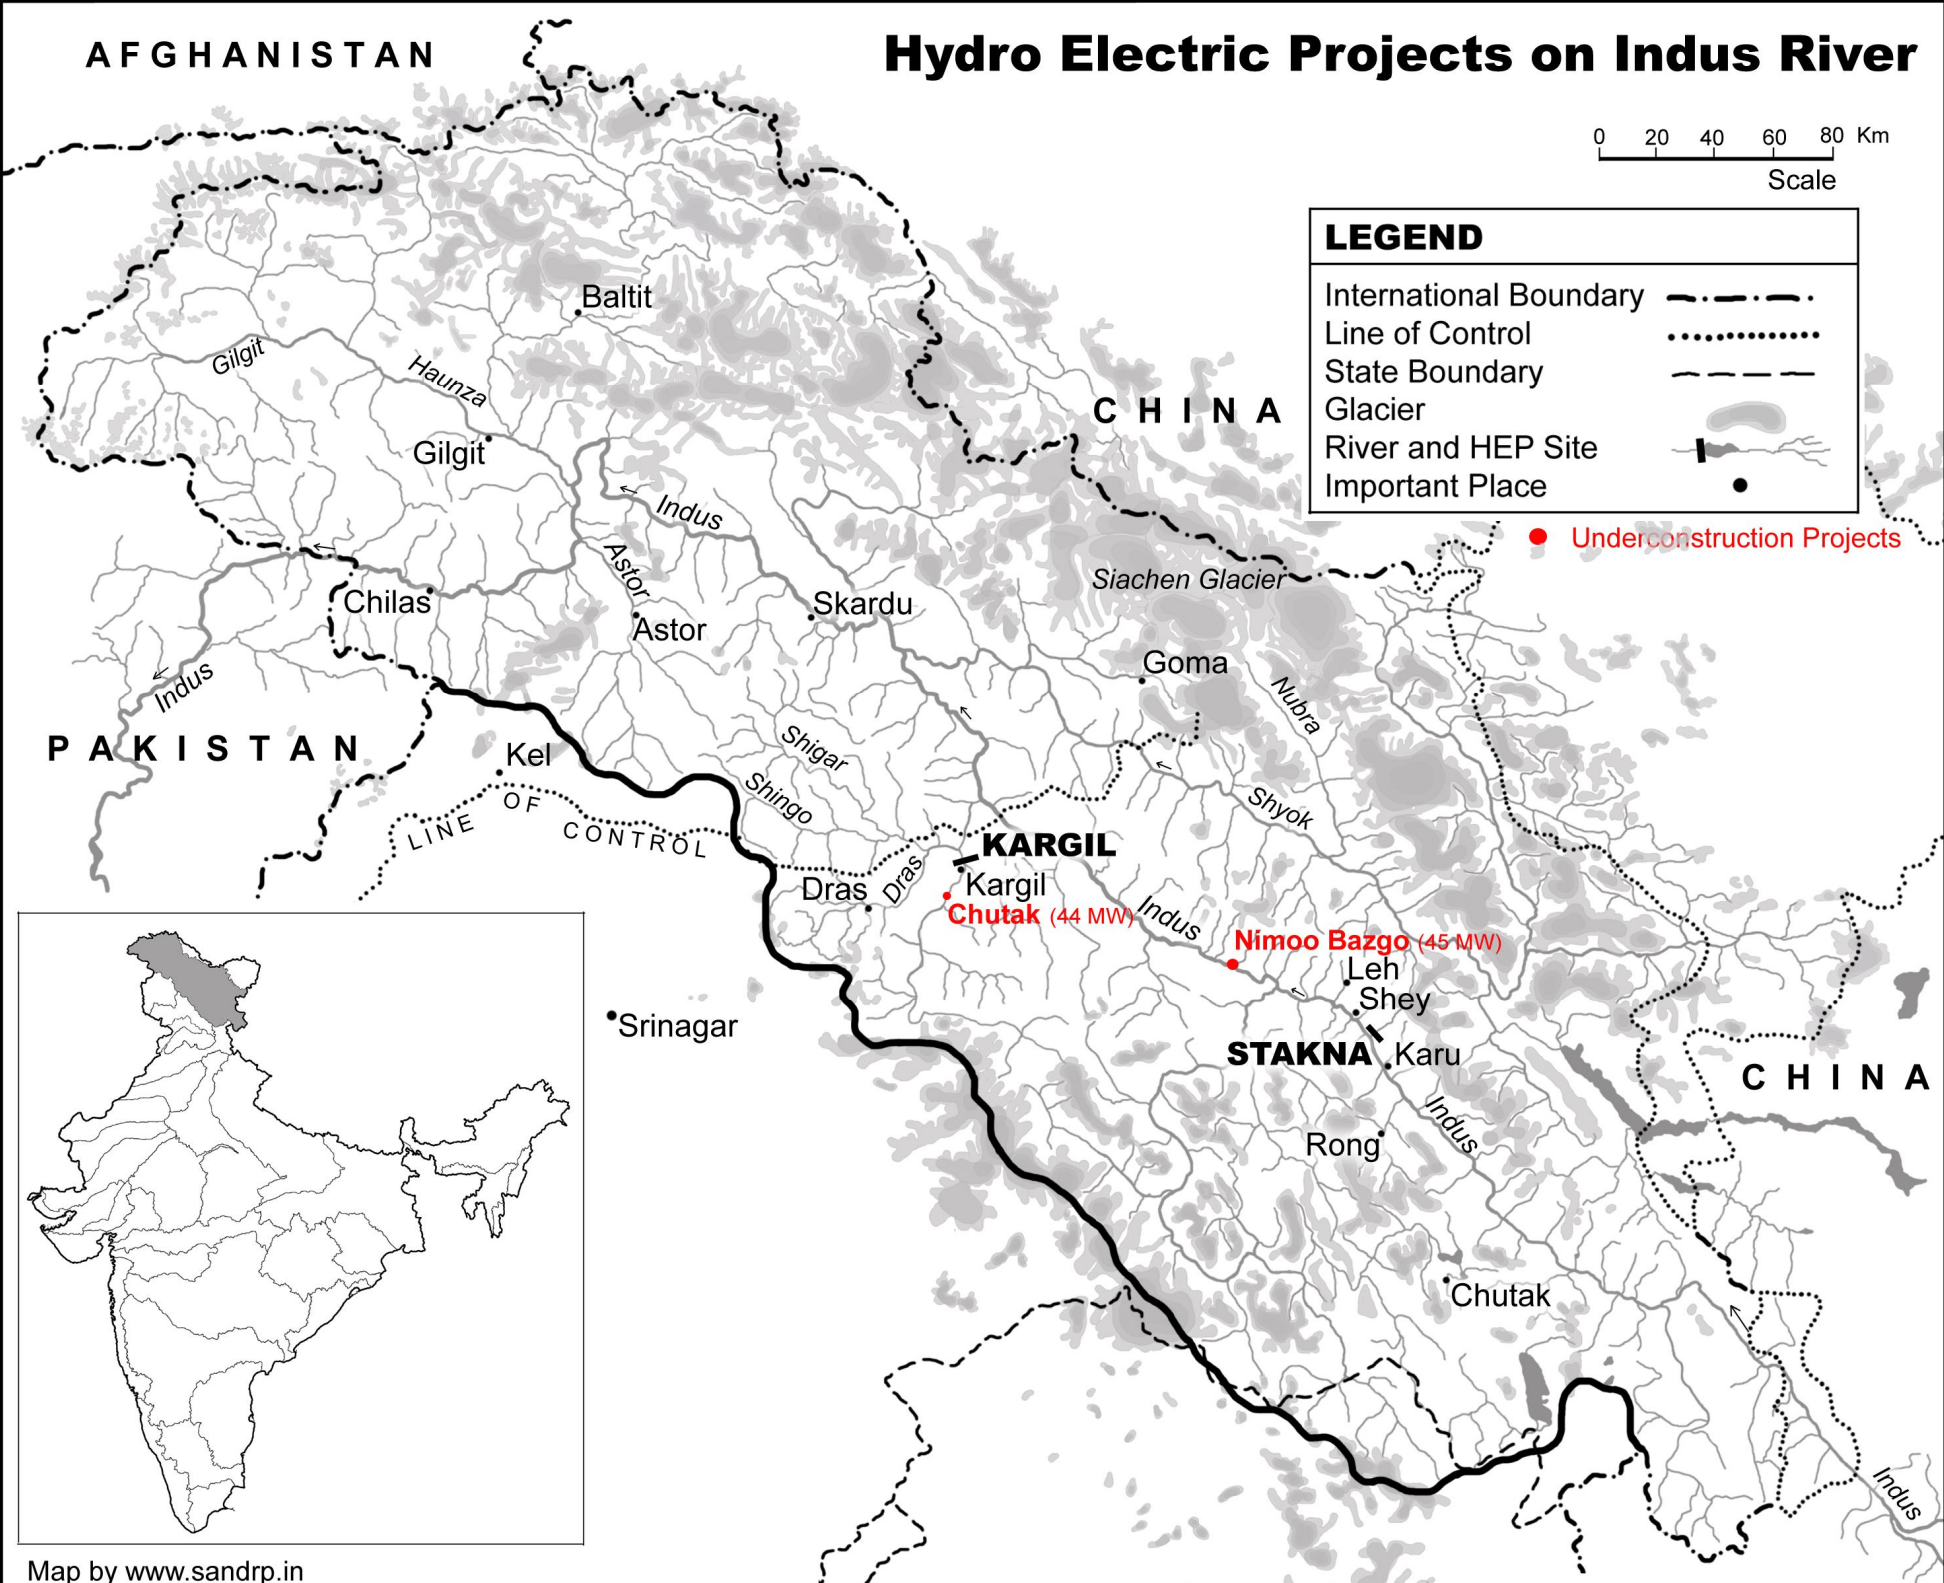 AFGHANISTAN
Hydro Electric Projects on Indus River
0 20 40 60 80 Km
Scale
LEGEND
International Boundary
Line of Control
State Boundary
Glacier
River and HEP Site
Important Place
Underconstruction Projects
Baltit
Gilgit
Haunza
Gilgit
CHINA
Indus
Astor
Siachen Glacier
Chilas
Skardu
Astor
Indus
Goma
Nubra
PAKISTAN
Kel
Shigar
Shingo
Shyok
LINE OF CONTROL
KARGIL
Kargil
Dras
Dras
Chutak (44 MW)
Indus
Nimoo Bazgo (45 MW)
Leh
Shey
Srinagar
STAKNA
Karu
CHINA
Indus
Rong
Chutak
Indus
Map by www.sandrp.in